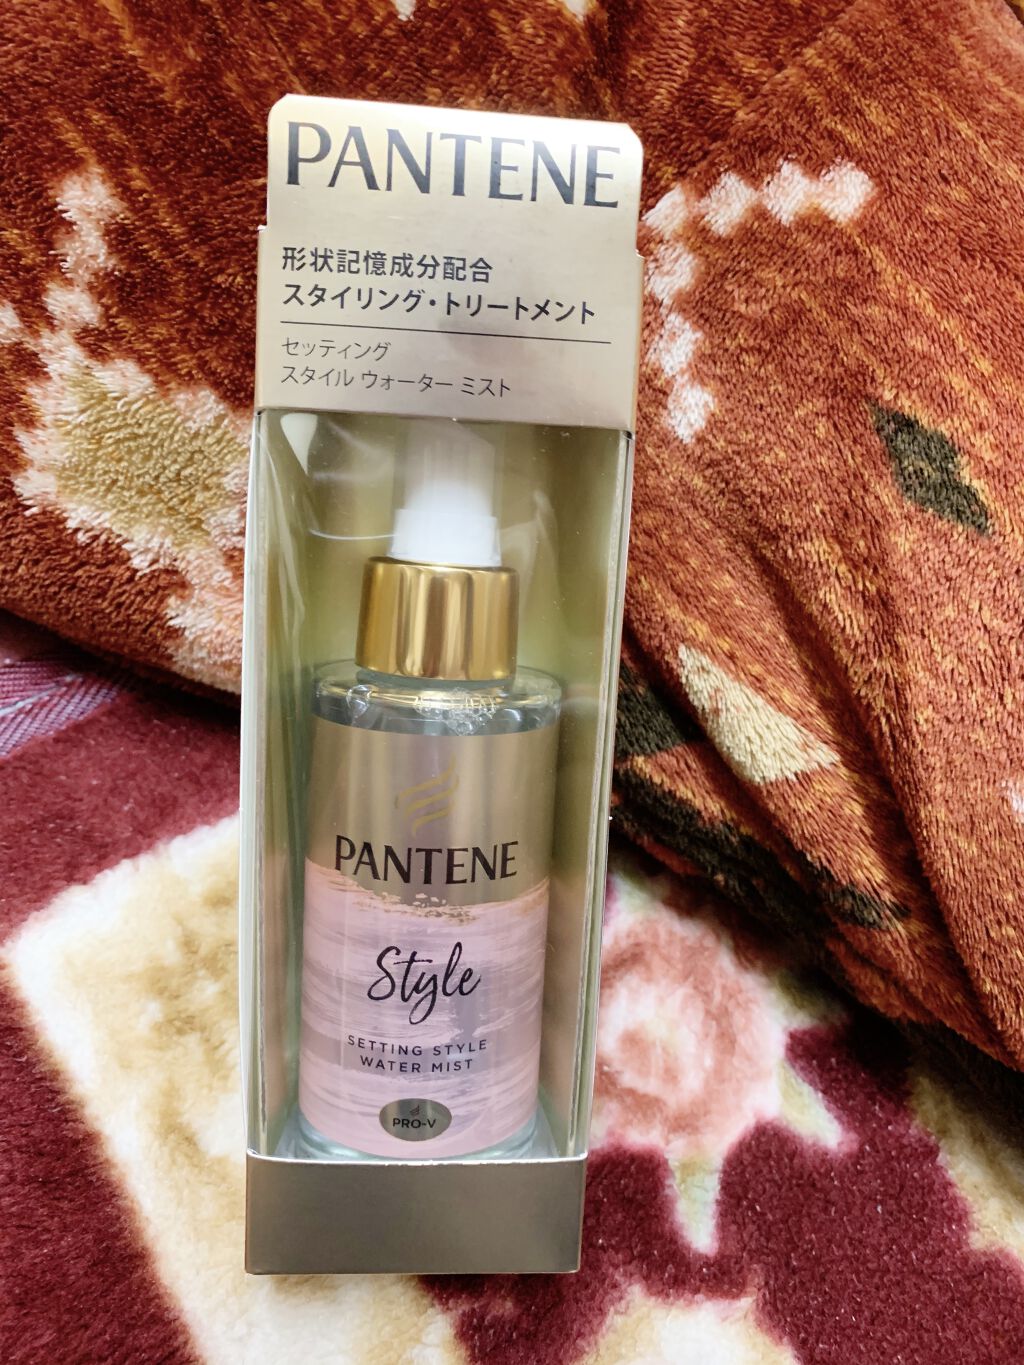 PANTENE
形状記憶成分配合
スタイリング・トリートメント
セッティング
スタイル ウォーター ミスト
PANTENE
Style
SETTING STYLE
WATER MIST
PRO-V